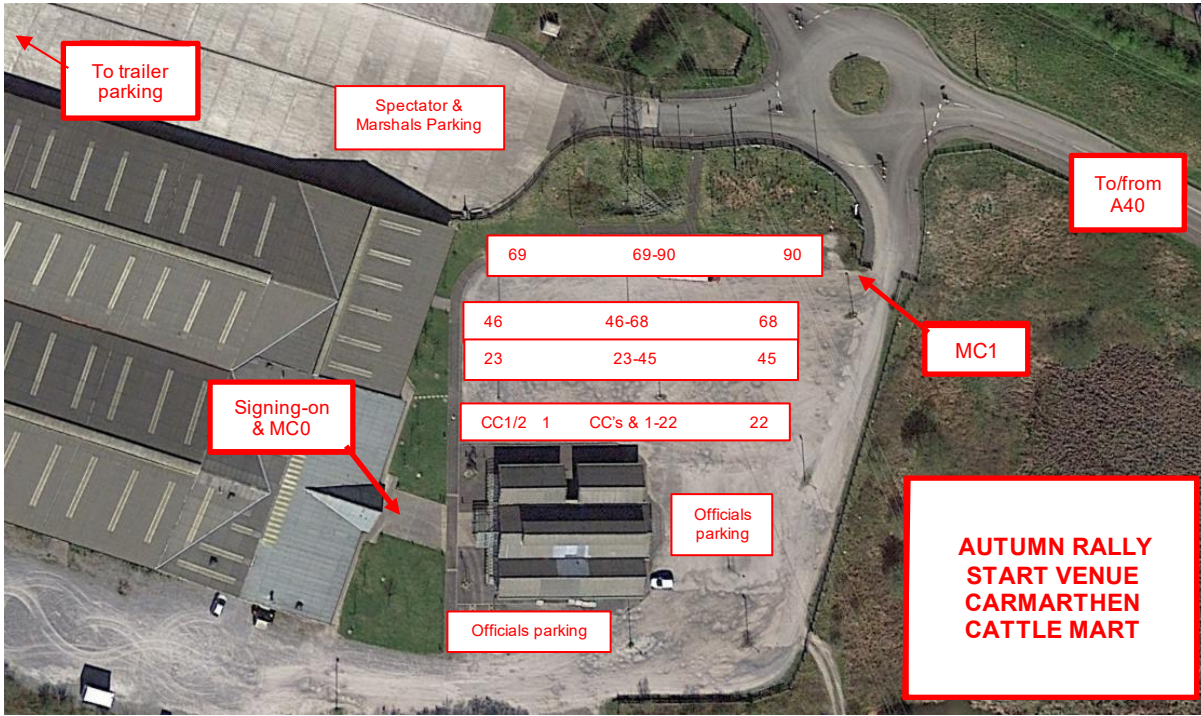 To trailer
parking
Spectator &
Marshals Parking
To/from
A40
69 69-90 90
46 46-68 68
23 23-45 45
MC1
Signing-on
& MC0
CC1/2 1 CC's & 1-22 22
Officials
parking
Officials parking
AUTUMN RALLY
START VENUE
CARMARTHEN
CATTLE MART